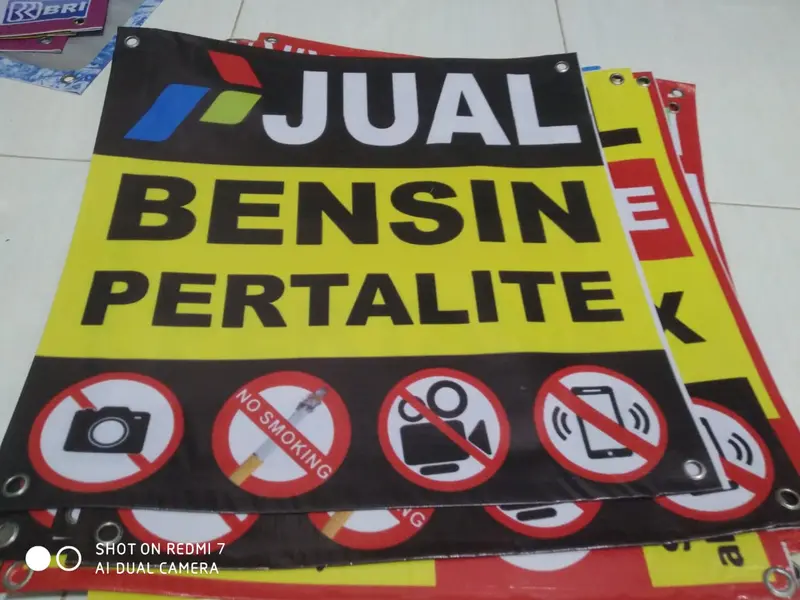 BRI
JUAL
BENSIN
PERTALITE
NO SMOKING
SHOT ON REDMI 7
AI DUAL CAMERA